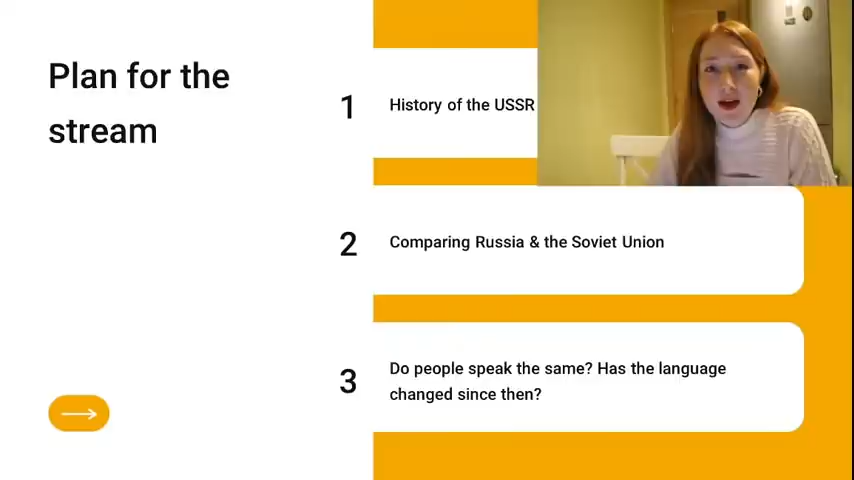 Plan for the
stream
1
History of the USSR
2
Comparing Russia & the Soviet Union
3
Do people speak the same? Has the language
changed since then?